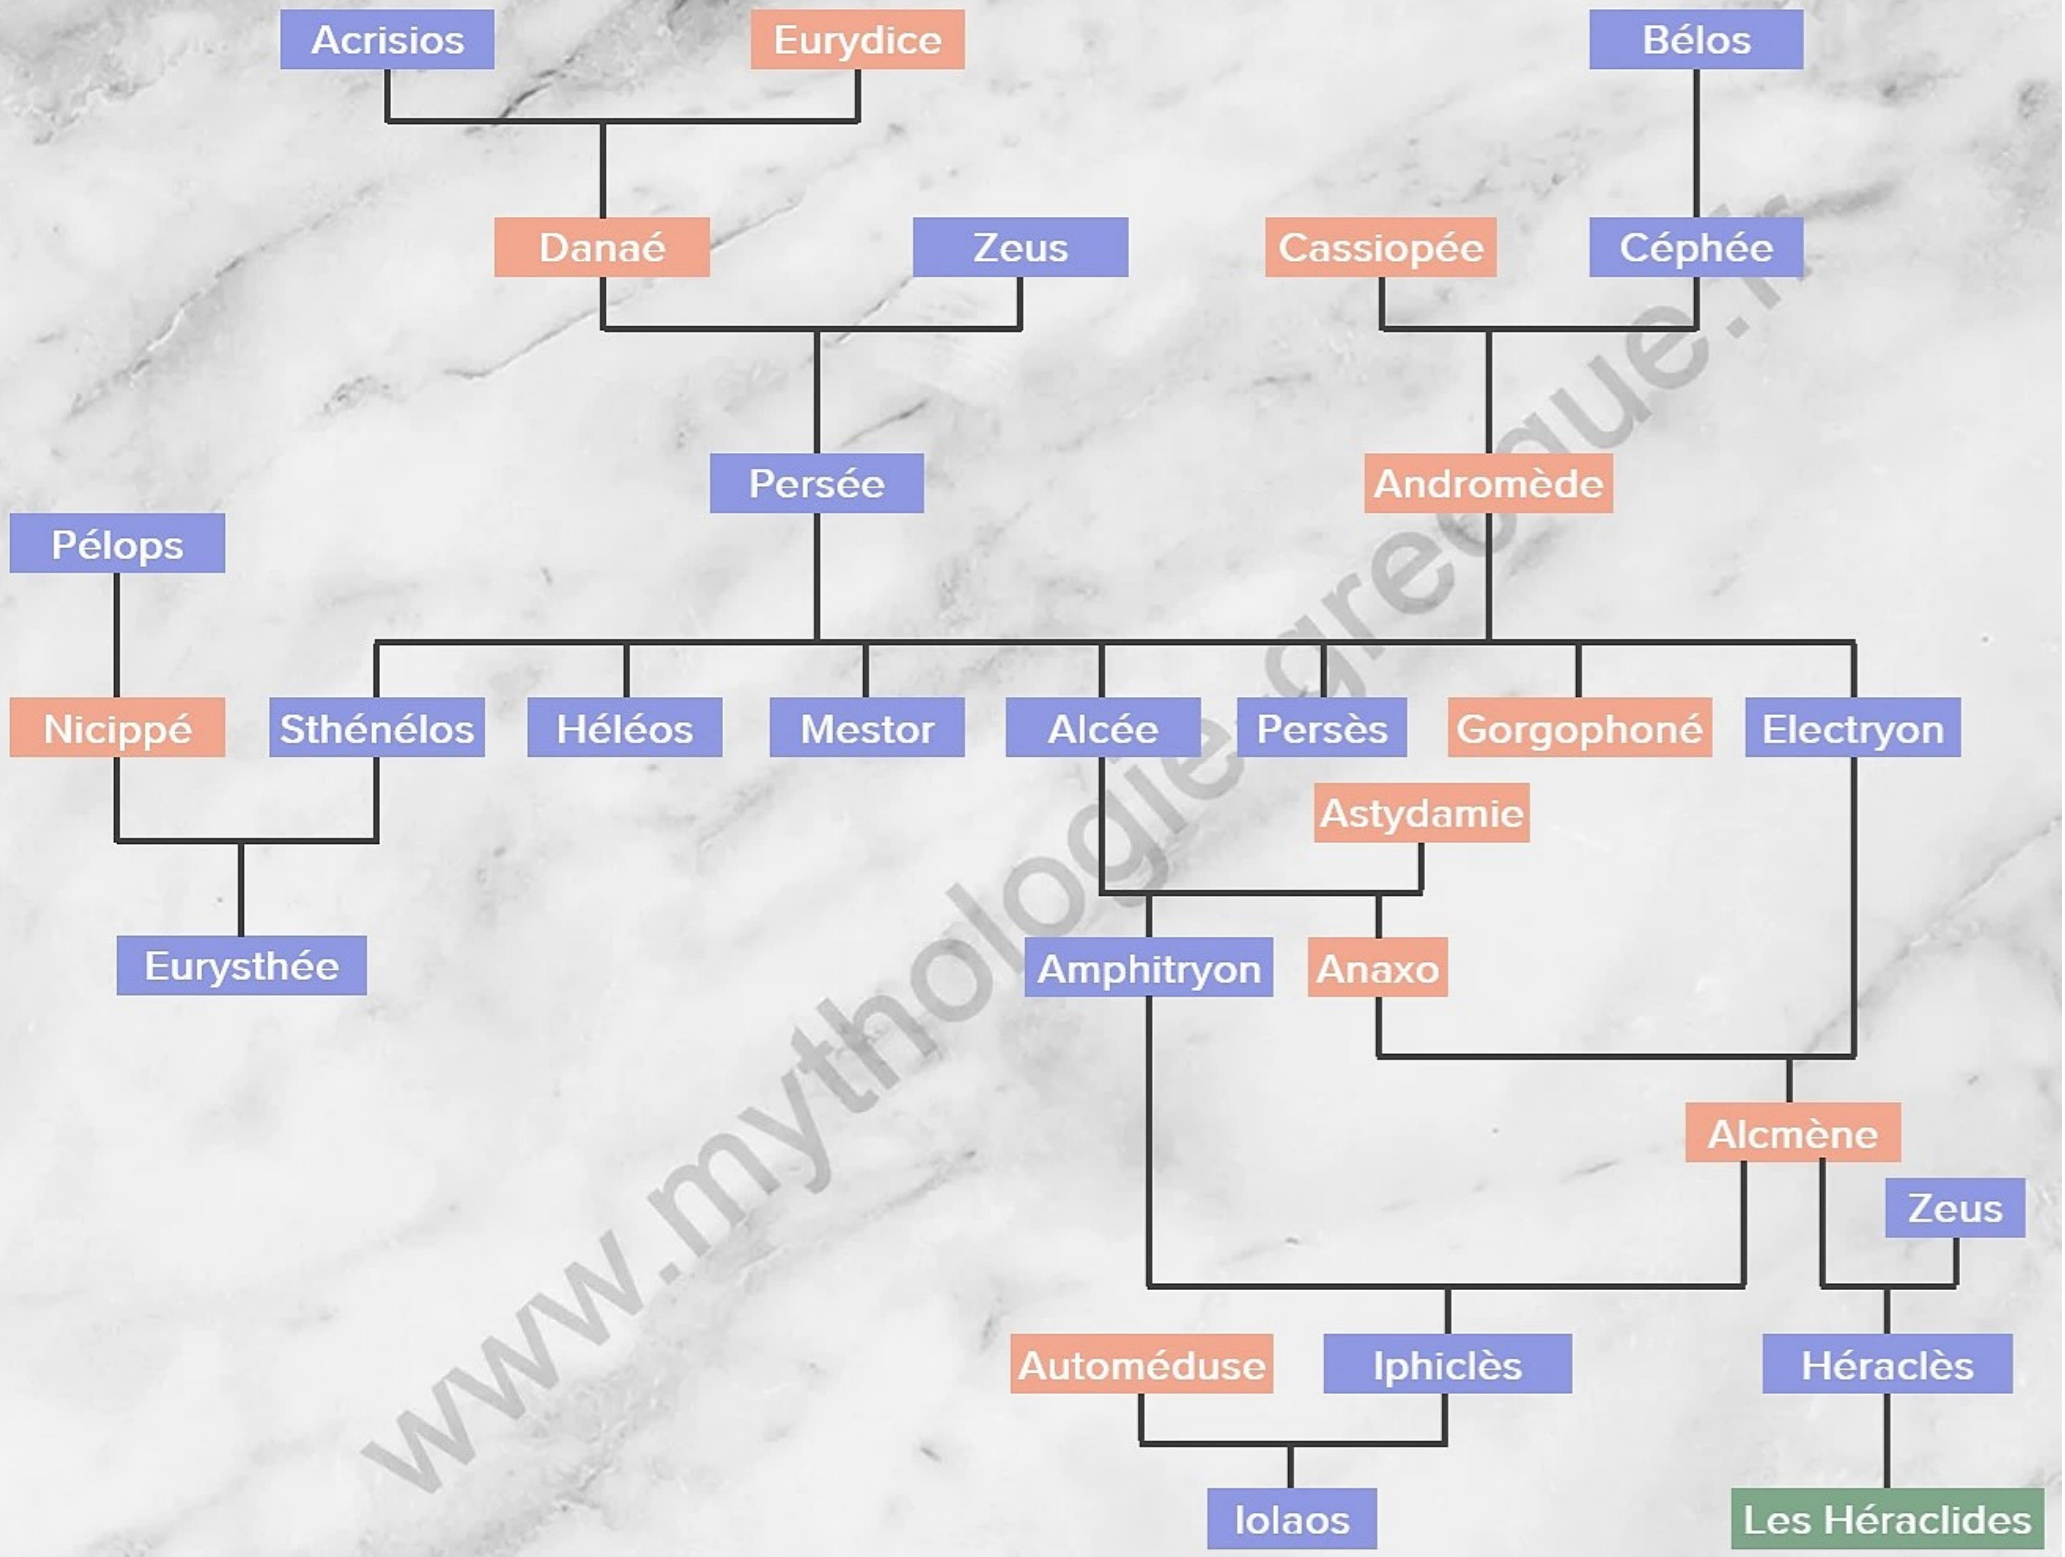 Acrisios
Eurydice
Bélos
Danaé
Zeus
Cassiopée
Céphée
Persée
Andromède
Pélops
Nicippé
Sthénélos
Héléos
Mestor
Alcée
Persès
Gorgophoné
Electryon
Astydamie
Eurysthée
Amphitryon
Anaxo
Alcmène
Zeus
Automéduse
Iphiclès
Héraclès
Iolaos
Les Héraclides
www.mythologie-grecque.fr